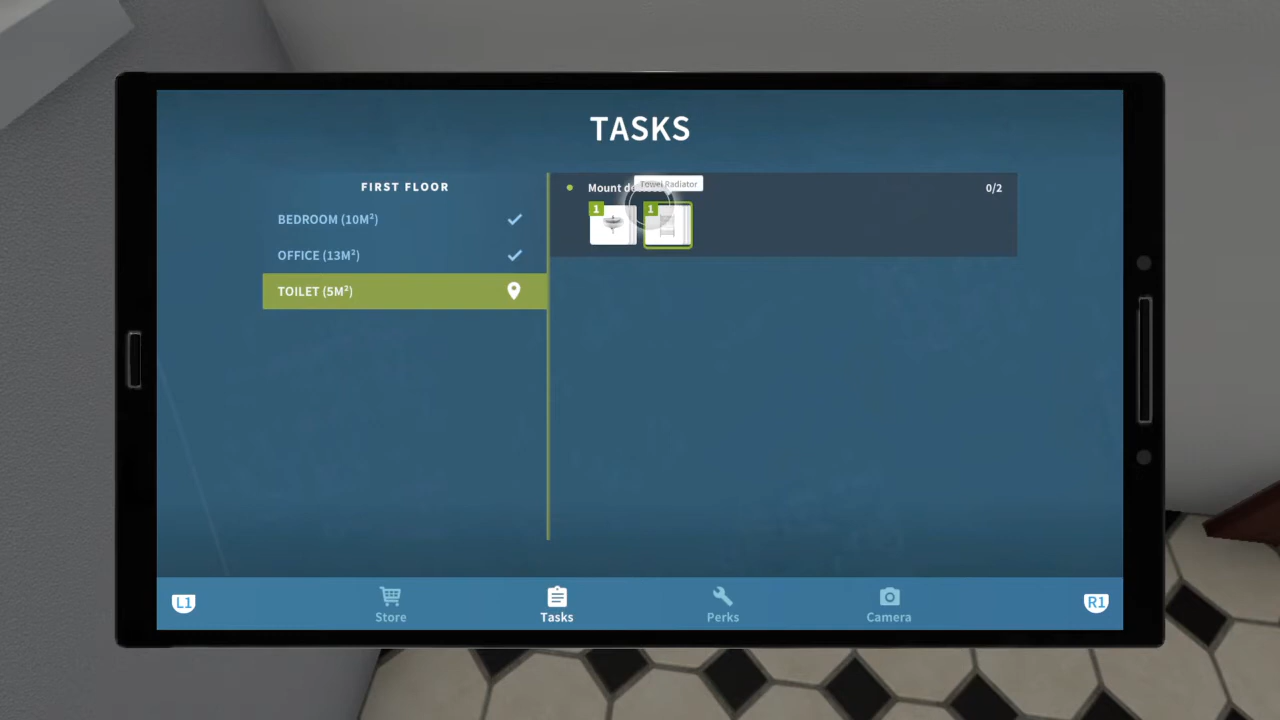 TASKS
FIRST FLOOR
BEDROOM (10M²)
OFFICE (13M²)
TOILET (5M²)
Mount
Towel Radiator
0/2
1
1
L1
Store
Tasks
Perks
Camera
R1